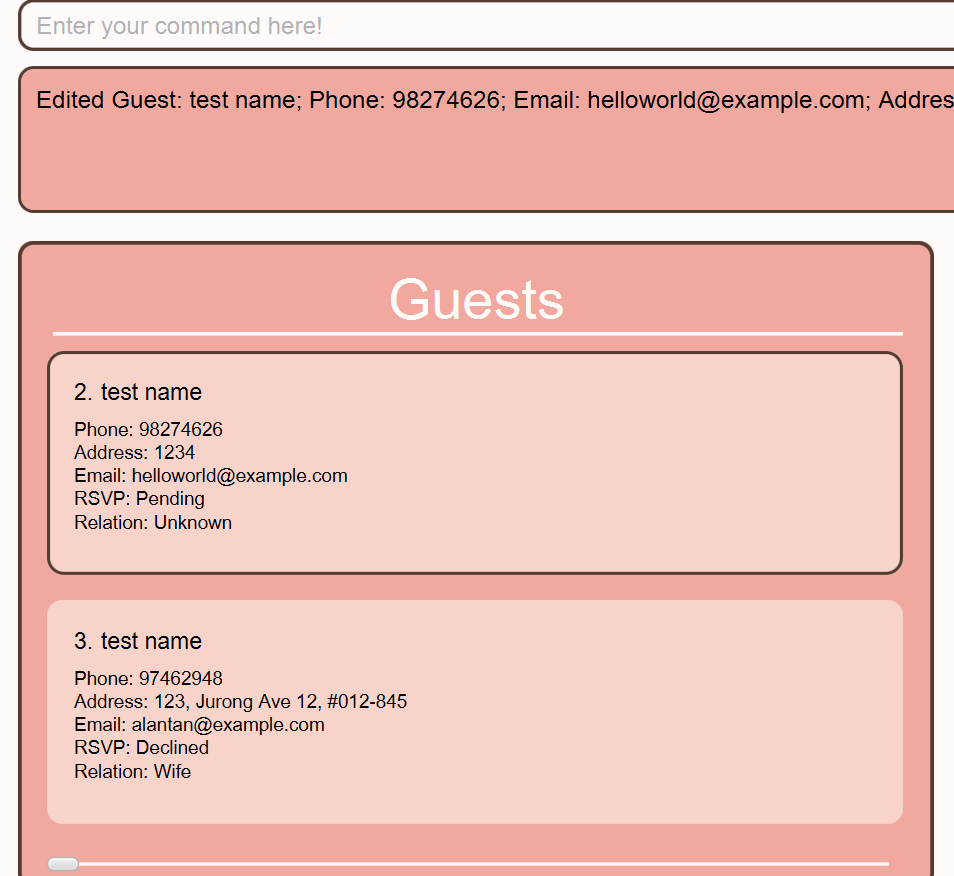 Enter your command here!
Edited Guest: test name; Phone: 98274626; Email: helloworld@example.com; Addres
Guests
2. test name
Phone: 98274626
Address: 1234
Email: helloworld@example.com
RSVP: Pending
Relation: Unknown
3. test name
Phone: 97462948
Address: 123, Jurong Ave 12, #012-845
Email: alantan@example.com
RSVP: Declined
Relation: Wife